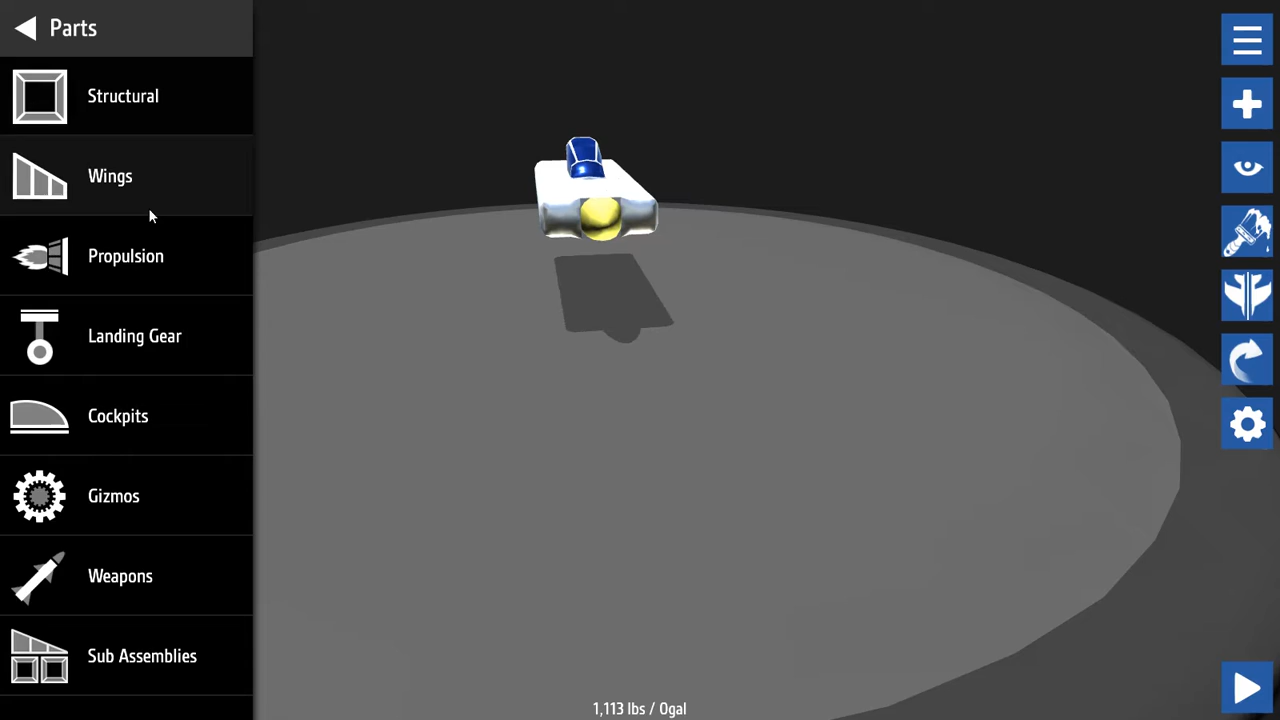 Parts
Structural
Wings
Propulsion
Landing Gear
Cockpits
Gizmos
Weapons
Sub Assemblies
1,113 lbs / 0gal